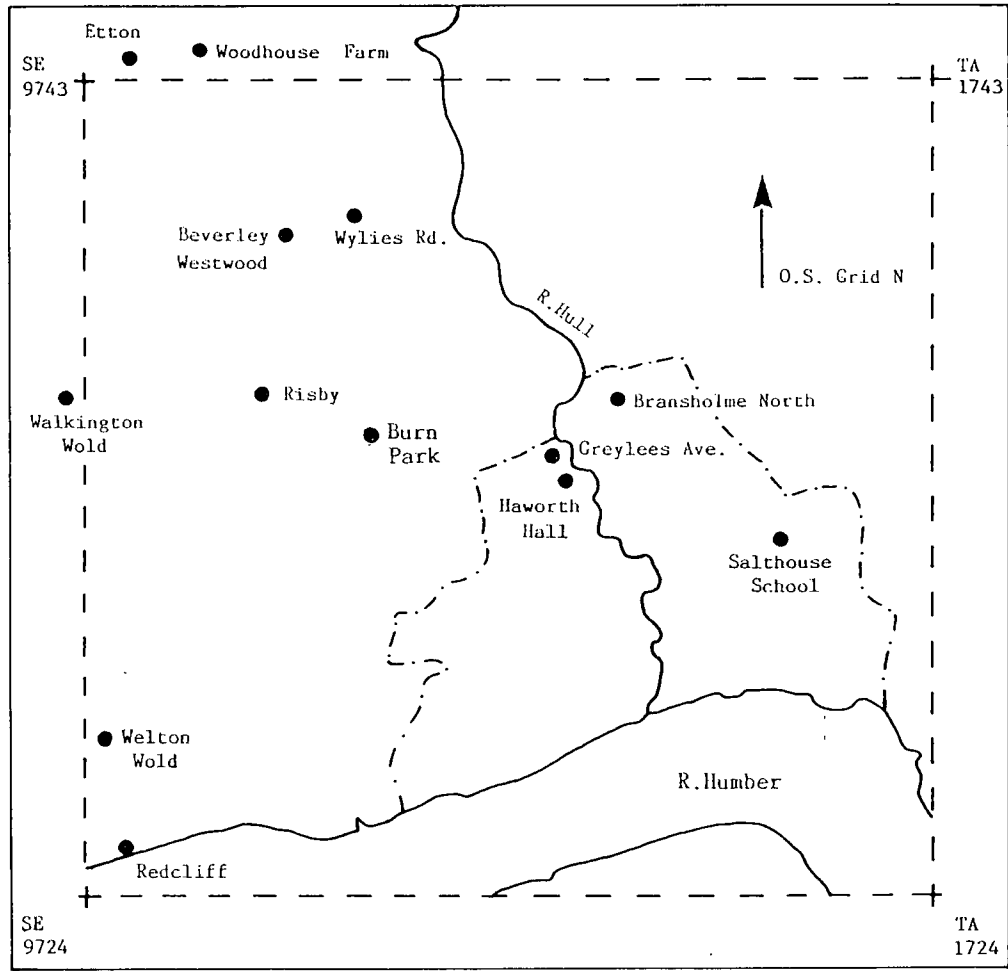 Etton
Woodhouse Farm
SE
9743
TA
1743
Beverley
Westwood
Wylies Rd.
O.S. Grid N
R.Hull
Risby
Bransholme North
Walkington
Wold
Burn
Park
Greylees Ave.
Haworth
Hall
Salthouse
School
Welton
Wold
R.Humber
Redcliff
SE
9724
TA
1724